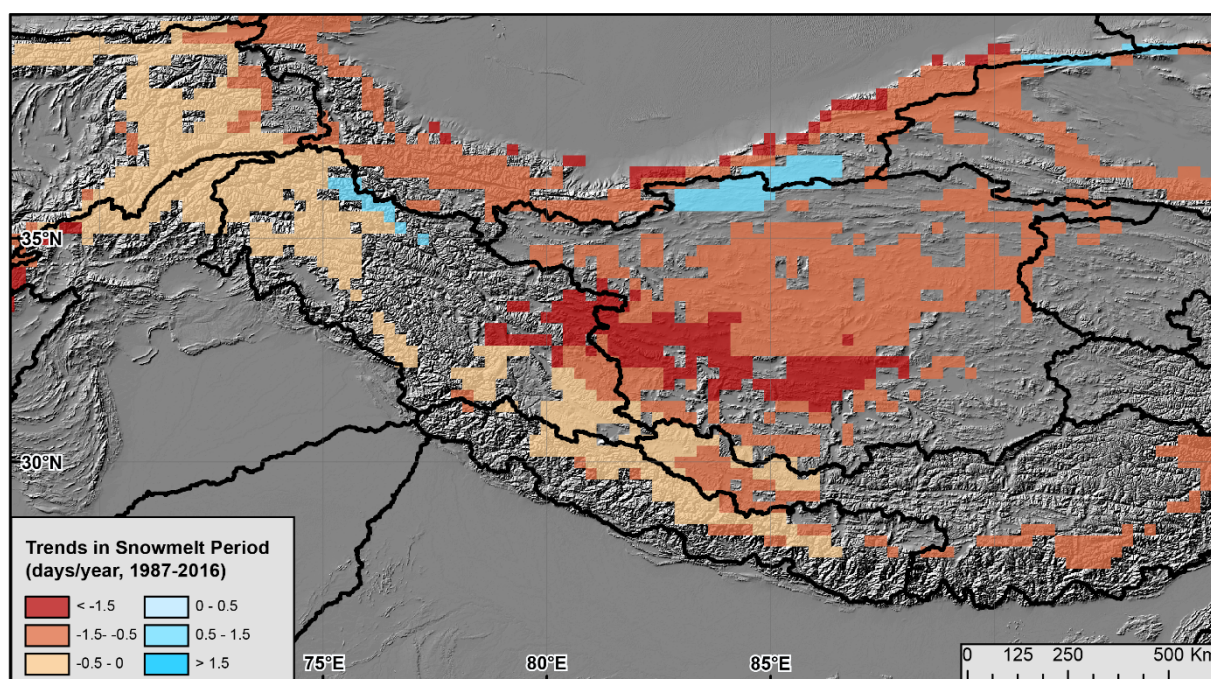 35°N
30°N
75°E 80°E 85°E
Trends in Snowmelt Period
(days/year, 1987-2016)
< -1.5 0 - 0.5
-1.5- -0.5 0.5 - 1.5
-0.5 - 0 > 1.5
0 125 250 500 Km